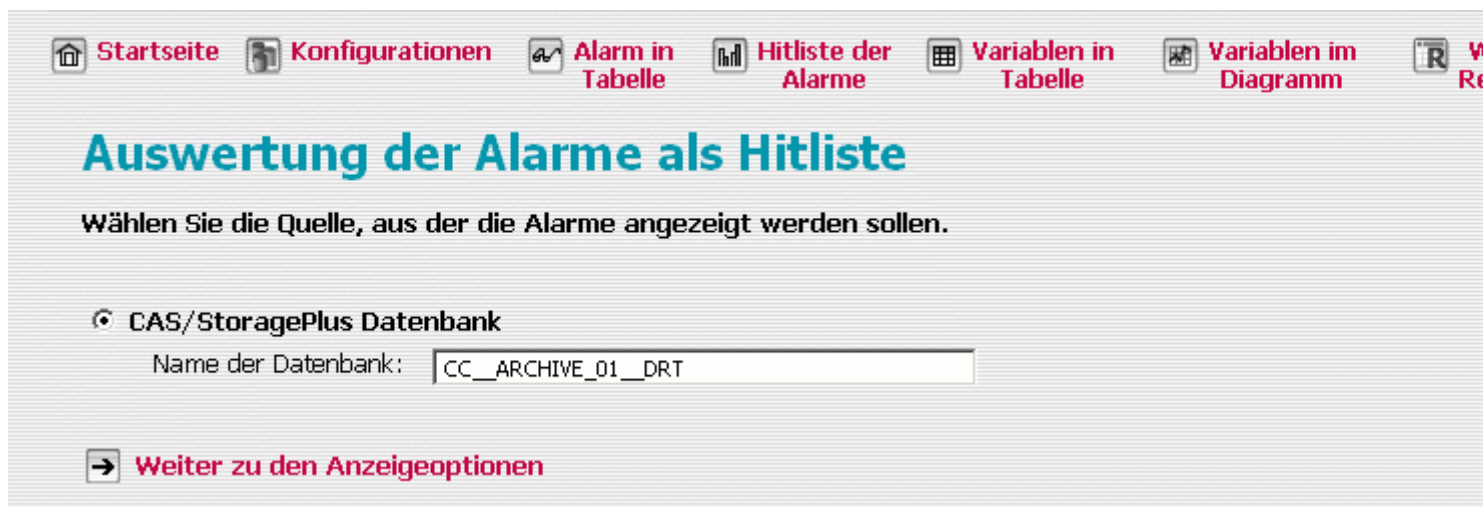 Startseite Konfigurationen Alarm in Hitliste der Variablen in Variablen im
Tabelle Alarme Tabelle Diagramm
Auswertung der Alarme als Hitliste
Wählen Sie die Quelle, aus der die Alarme angezeigt werden sollen.
CAS/StoragePlus Datenbank
Name der Datenbank: CC__ARCHIVE_01__DRT
Weiter zu den Anzeigeoptionen